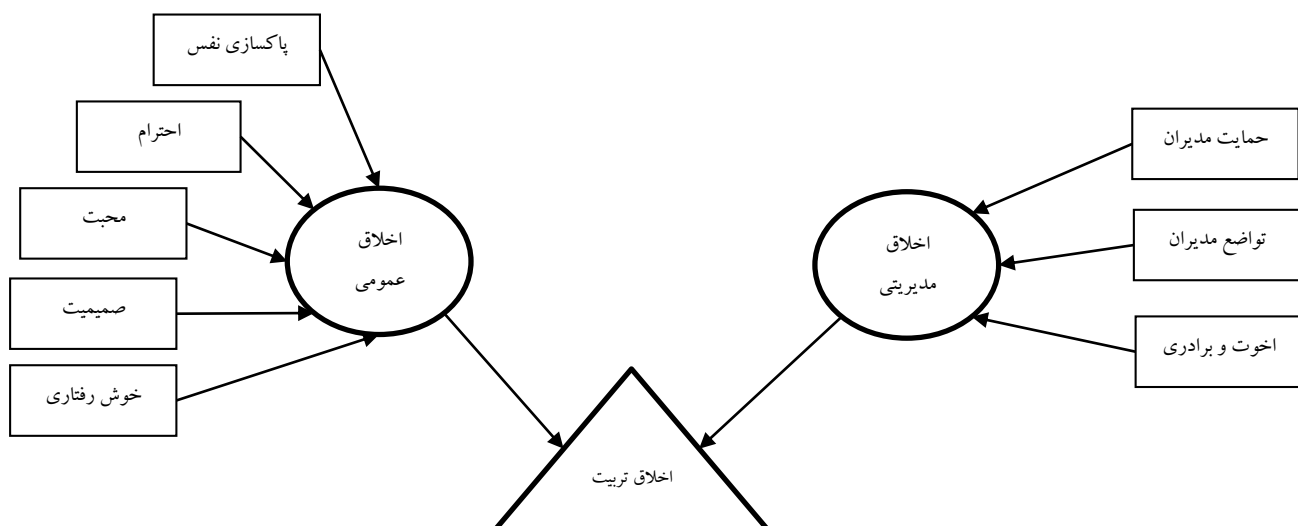 پاکسازی نفس
احترام
محبت
صمیمیت
خوش رفتاری
اخلاق
عمومی
حمایت مدیران
تواضع مدیران
اخوت و برادری
اخلاق
مدیریتی
اخلاق تربیت